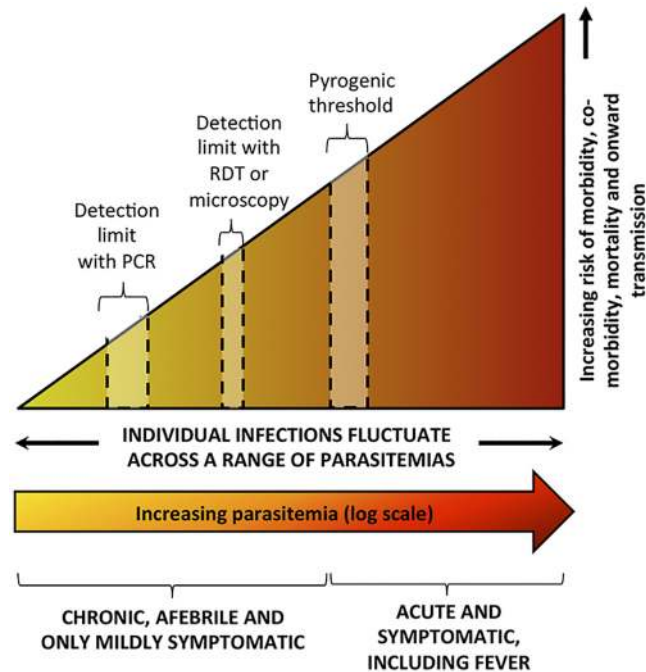 Pyrogenic
threshold
Detection
limit with
RDT or
microscopy
Detection
limit
with PCR
Increasing risk of morbidity, co-
morbidity, mortality and onward
transmission
INDIVIDUAL INFECTIONS FLUCTUATE
ACROSS A RANGE OF PARASITEMIAS
Increasing parasitemia (log scale)
CHRONIC, AFEBRILE AND
ONLY MILDLY SYMPTOMATIC
ACUTE AND
SYMPTOMATIC,
INCLUDING FEVER